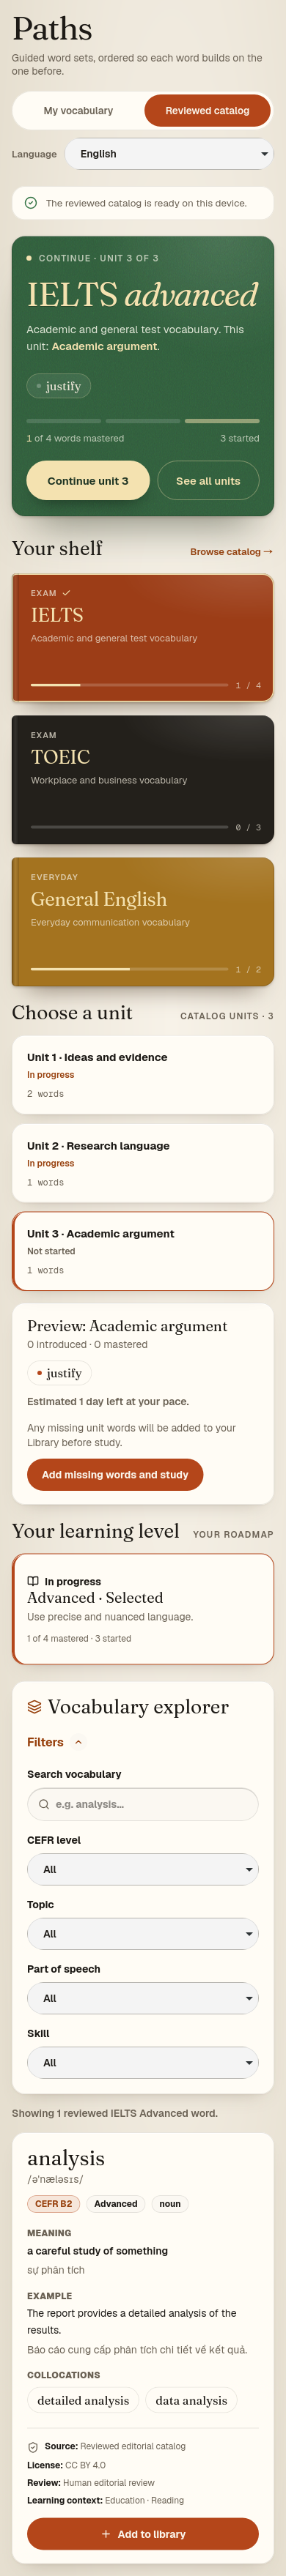 Paths
Guided word sets, ordered so each word builds on the
one before.
My vocabulary
Reviewed catalog
Language
English
The reviewed catalog is ready on this device.
CONTINUE · UNIT 3 OF 3
IELTS advanced
Academic and general test vocabulary. This
unit: Academic argument.
justify
1 of 4 words mastered
3 started
Continue unit 3
See all units
Your shelf
Browse catalog →
EXAM
IELTS
Academic and general test vocabulary
1 / 4
EXAM
TOEIC
Workplace and business vocabulary
0 / 3
EVERYDAY
General English
Everyday communication vocabulary
1 / 2
Choose a unit
CATALOG UNITS · 3
Unit 1 · Ideas and evidence
In progress
2 words
Unit 2 · Research language
In progress
1 words
Unit 3 · Academic argument
Not started
1 words
Preview: Academic argument
0 introduced · 0 mastered
justify
Estimated 1 day left at your pace.
Any missing unit words will be added to your
Library before study.
Add missing words and study
Your learning level
YOUR ROADMAP
In progress
Advanced · Selected
Use precise and nuanced language.
1 of 4 mastered · 3 started
Vocabulary explorer
Filters
Search vocabulary
e.g. analysis...
CEFR level
All
Topic
All
Part of speech
All
Skill
All
Showing 1 reviewed IELTS Advanced word.
analysis
/əˈnæləsɪs/
CEFR B2
Advanced
noun
MEANING
a careful study of something
sự phân tích
EXAMPLE
The report provides a detailed analysis of the
results.
Báo cáo cung cấp phân tích chi tiết về kết quả.
COLLOCATIONS
detailed analysis
data analysis
Source: Reviewed editorial catalog
License: CC BY 4.0
Review: Human editorial review
Learning context: Education · Reading
+ Add to library